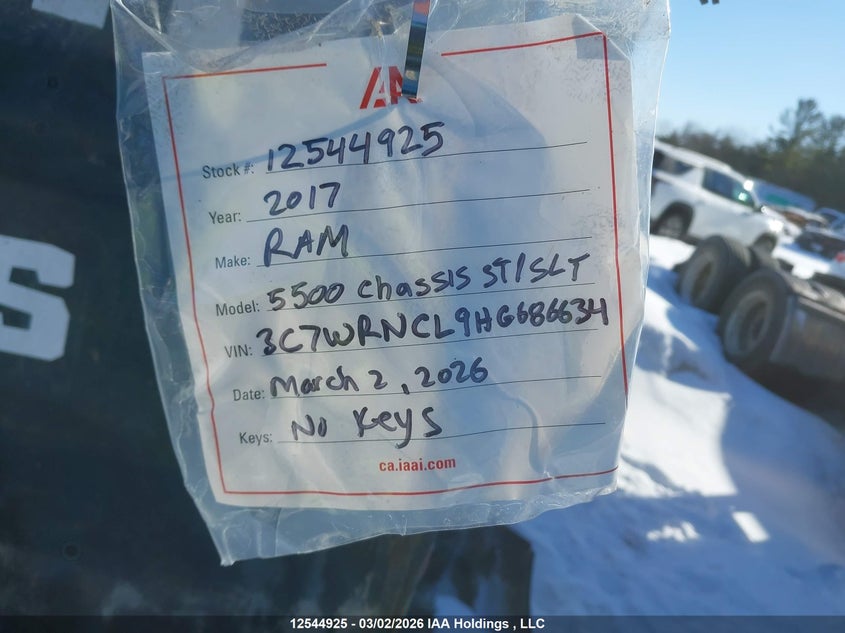 IAA
Stock #: 12544925
Year: 2017
Make: RAM
Model: 5500 chassis ST/SLT
VIN: 3C7WRNCL9HG686634
Date: March 2, 2026
Keys: No Keys
ca.iaai.com
S
12544925 - 03/02/2026 IAA Holdings , LLC